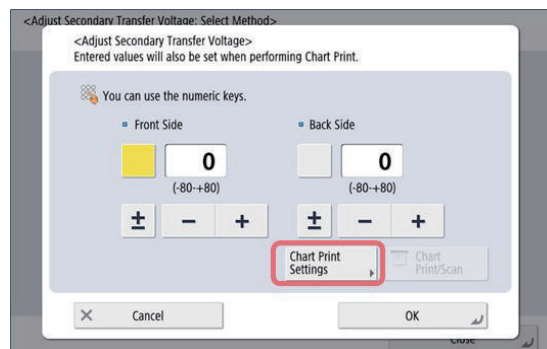 <Adjust Secondary Transfer Voltage: Select Method>
<Adjust Secondary Transfer Voltage>
Entered values will also be set when performing Chart Print.
You can use the numeric keys.
Front Side
Back Side
0
0
(-80-+80)
(-80-+80)
± − +
± − +
Chart Print
Settings
Chart
Print/Scan
× Cancel
OK
Close